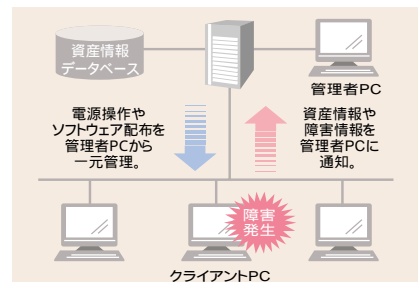 資産情報
データベース
管理者PC
電源操作や
ソフトウェア配布を
管理者PCから
一元管理。
資産情報や
障害情報を
管理者PCに
通知。
障害
発生
クライアントPC